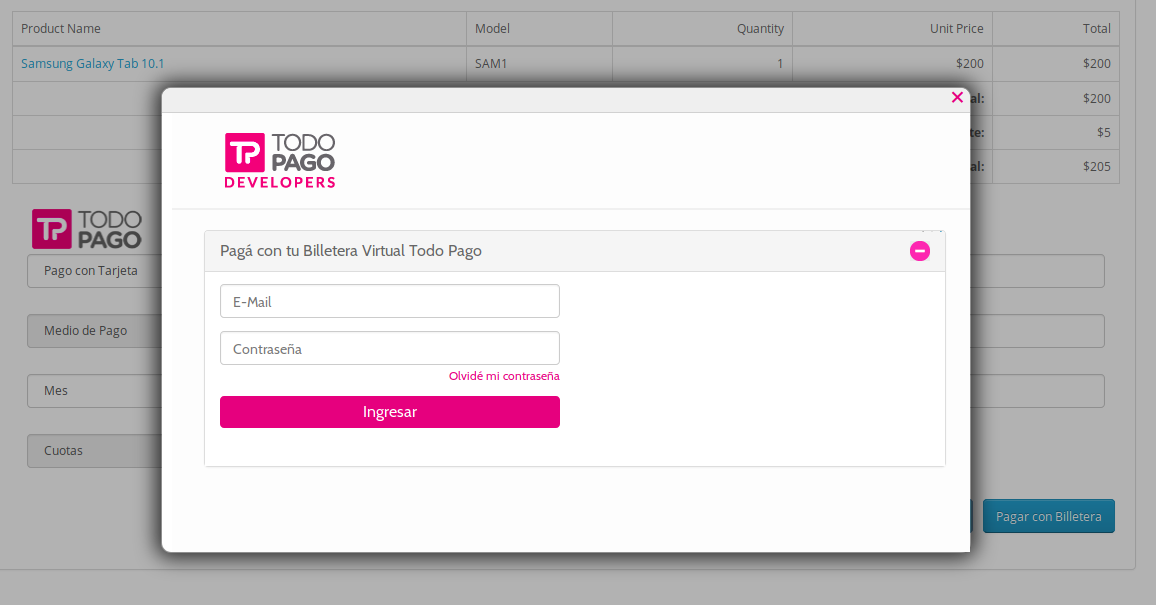 Product Name Model Quantity Unit Price Total
Samsung Galaxy Tab 10.1 SAM1 1 $200 $200
al: $200
te: $5
al: $205
TODO
PAGO
DEVELOPERS
Pagá con tu Billetera Virtual Todo Pago
E-Mail
Contraseña
Olvidé mi contraseña
Ingresar
TODO
PAGO
Pago con Tarjeta
Medio de Pago
Mes
Cuotas
Pagar con Billetera